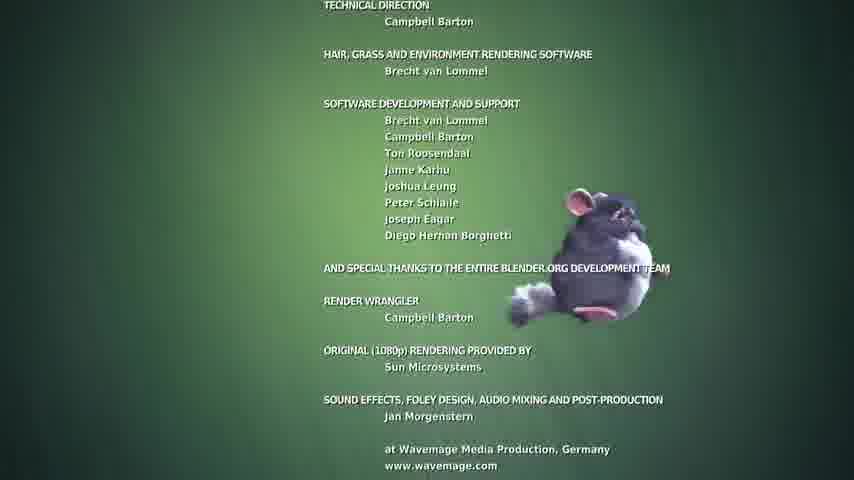 TECHNICAL DIRECTION
Campbell Barton
HAIR, GRASS AND ENVIRONMENT RENDERING SOFTWARE
Brecht van Lommel
SOFTWARE DEVELOPMENT AND SUPPORT
Brecht van Lommel
Campbell Barton
Ton Roosendaal
Janne Karhu
Joshua Leung
Peter Schlaile
Joseph Eagar
Diego Hernan Borghetti
AND SPECIAL THANKS TO THE ENTIRE BLENDER.ORG DEVELOPMENT TEAM
RENDER WRANGLER
Campbell Barton
ORIGINAL (1080p) RENDERING PROVIDED BY
Sun Microsystems
SOUND EFFECTS, FOLEY DESIGN, AUDIO MIXING AND POST-PRODUCTION
Jan Morgenstern
at Wavemage Media Production, Germany
www.wavemage.com